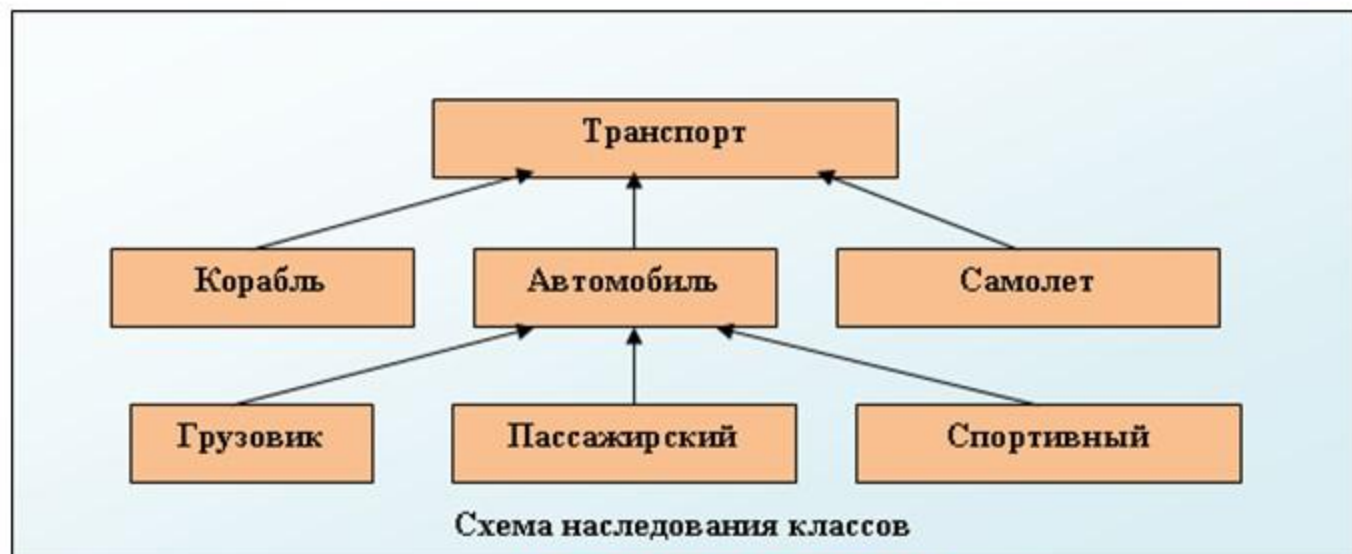 Транспорт
Корабль
Автомобиль
Самолет
Грузовик
Пассажирский
Спортивный
Схема наследования классов